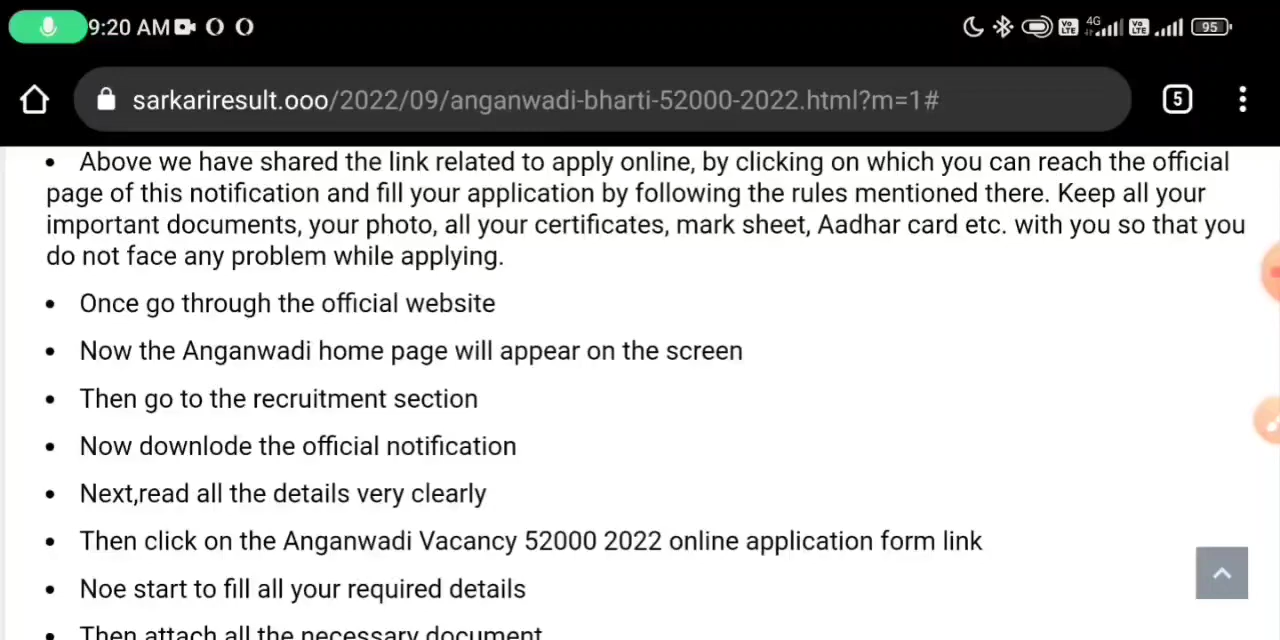 9:20 AM
4G
Vo
LTE
Vo
LTE
95
sarkariresult.ooo/2022/09/anganwadi-bharti-52000-2022.html?m=1#
5
• Above we have shared the link related to apply online, by clicking on which you can reach the official
page of this notification and fill your application by following the rules mentioned there. Keep all your
important documents, your photo, all your certificates, mark sheet, Aadhar card etc. with you so that you
do not face any problem while applying.
• Once go through the official website
• Now the Anganwadi home page will appear on the screen
• Then go to the recruitment section
• Now downlode the official notification
• Next,read all the details very clearly
• Then click on the Anganwadi Vacancy 52000 2022 online application form link
• Noe start to fill all your required details
• Then attach all the necessary document